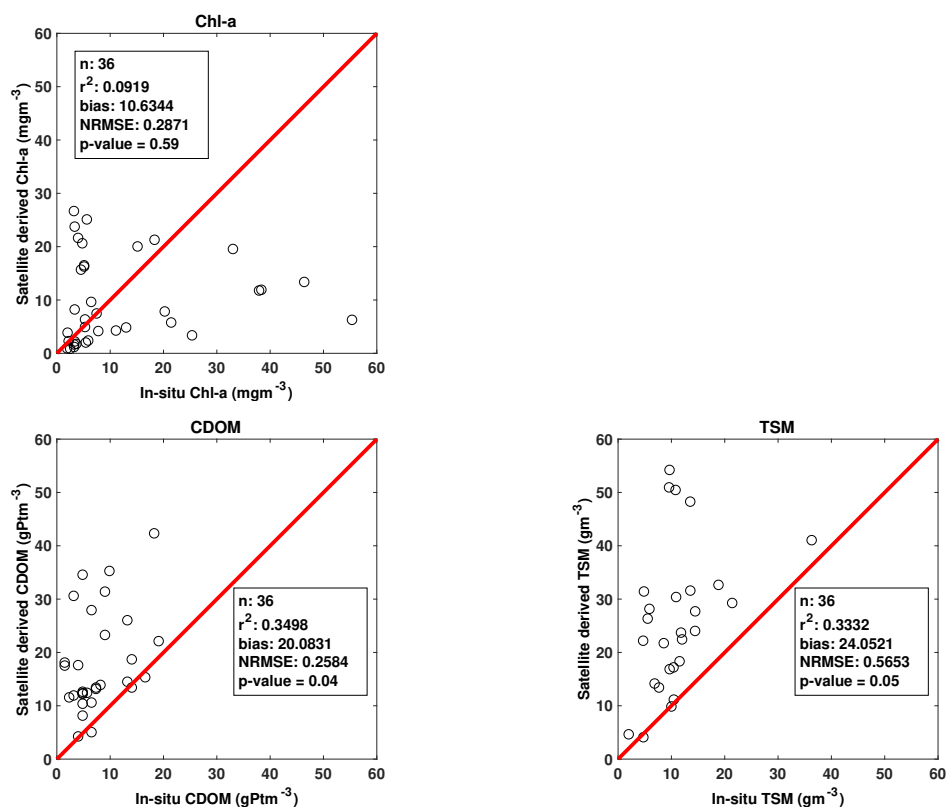 Chl-a
60
50
40
30
20
10
0
Satellite derived Chl-a (mgm⁻³)
n: 36
r²: 0.0919
bias: 10.6344
NRMSE: 0.2871
p-value = 0.59
0 10 20 30 40 50 60
In-situ Chl-a (mgm⁻³)
CDOM
60
50
40
30
20
10
0
Satellite derived CDOM (gPtm⁻³)
n: 36
r²: 0.3498
bias: 20.0831
NRMSE: 0.2584
p-value = 0.04
0 10 20 30 40 50 60
In-situ CDOM (gPtm⁻³)
TSM
60
50
40
30
20
10
0
Satellite derived TSM (gm⁻³)
n: 36
r²: 0.3332
bias: 24.0521
NRMSE: 0.5653
p-value = 0.05
0 10 20 30 40 50 60
In-situ TSM (gm⁻³)